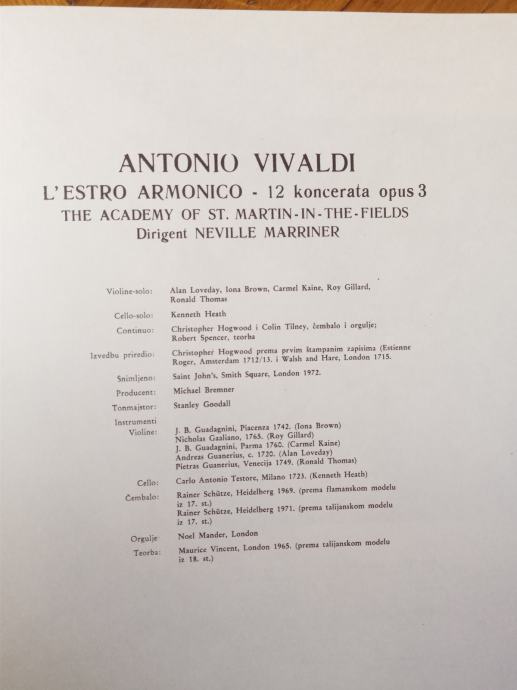 ANTONIO VIVALDI
L'ESTRO ARMONICO - 12 koncerata opus 3
THE ACADEMY OF ST. MARTIN-IN-THE-FIELDS
Dirigent NEVILLE MARRINER
Violine-solo: Alan Loveday, Iona Brown, Carmel Kaine, Roy Gillard,
Ronald Thomas
Cello-solo: Kenneth Heath
Continuo: Christopher Hogwood i Colin Tilney, čembalo i orgulje;
Robert Spencer, teorba
Izvedbu priredio: Christopher Hogwood prema prvim štampanim zapisima (Estienne
Roger, Amsterdam 1712/13. i Walsh and Hare, London 1715.
Snimljeno: Saint John's, Smith Square, London 1972.
Producent: Michael Bremner
Tonmajstor: Stanley Goodall
Instrumenti
Violine: J. B. Guadagnini, Piacenza 1742. (Iona Brown)
Nicholas Gaaliano, 1765. (Roy Gillard)
J. B. Guadagnini, Parma 1760. (Carmel Kaine)
Andreas Guanerius, c. 1720. (Alan Loveday)
Pietras Guanerius, Venecija 1749. (Ronald Thomas)
Cello: Carlo Antonio Testore, Milano 1723. (Kenneth Heath)
Čembalo: Rainer Schütze, Heidelberg 1969. (prema flamanskom modelu
iz 17. st.)
Rainer Schütze, Heidelberg 1971. (prema talijanskom modelu
iz 17. st.)
Orgulje Noel Mander, London
Teorba: Maurice Vincent, London 1965. (prema talijanskom modelu
iz 18. st.)